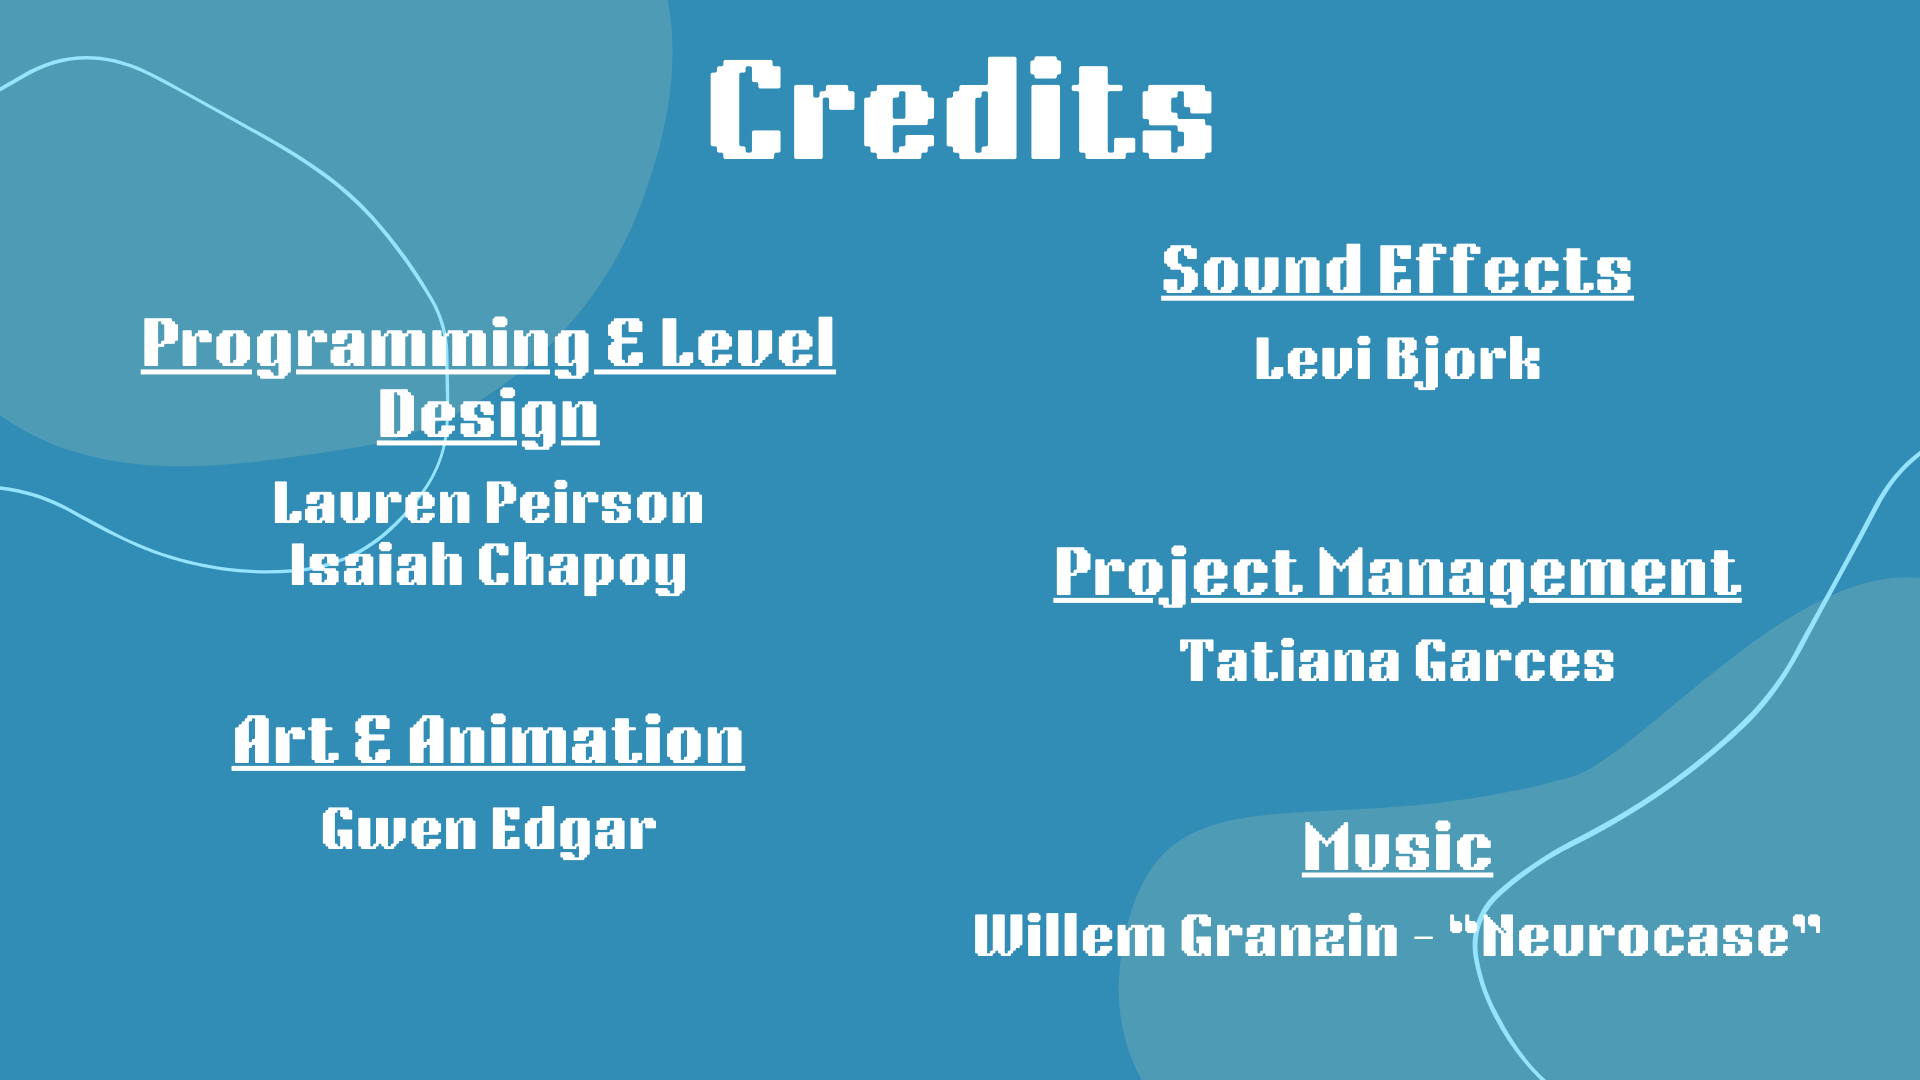 Credits
Programming & Level
Design
Lauren Peirson
Isaiah Chapoy
Art & Animation
Gwen Edgar
Sound Effects
Levi Bjork
Project Management
Tatiana Garces
Music
Willem Granzin - “Neurocase”